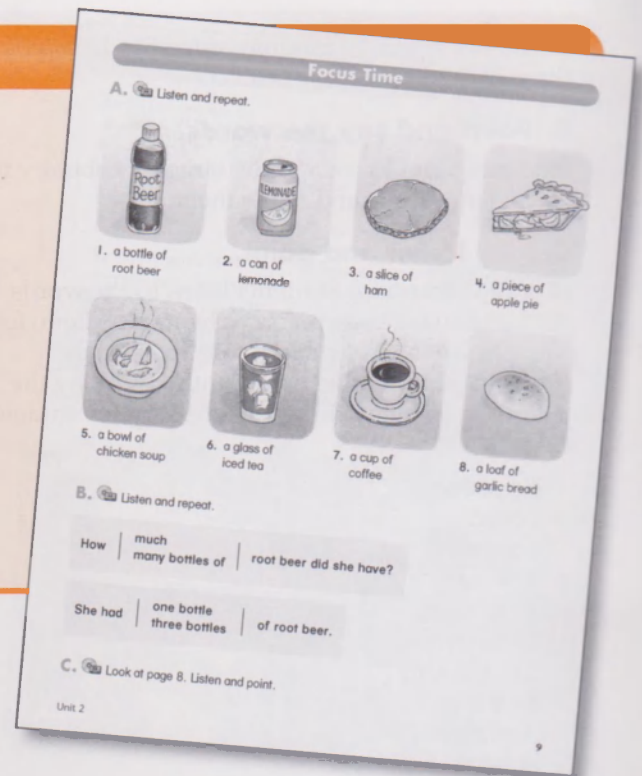 Focus Time
A. Listen and repeat.
Root
Beer
LEMONADE
1. a bottle of
root beer
2. a can of
lemonade
3. a slice of
ham
4. a piece of
apple pie
5. a bowl of
chicken soup
6. a glass of
iced tea
7. a cup of
coffee
8. a loaf of
garlic bread
B. Listen and repeat.
How much root beer did she have?
many bottles of
She had one bottle of root beer.
three bottles
C. Look at page 8. Listen and point.
Unit 2
9